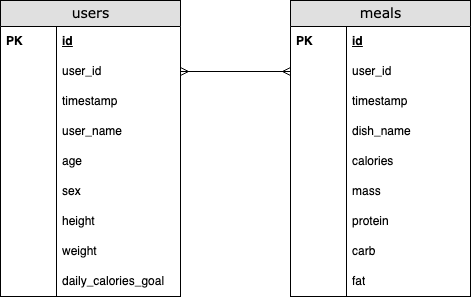 users
PK id
user_id
timestamp
user_name
age
sex
height
weight
daily_calories_goal
meals
PK id
user_id
timestamp
dish_name
calories
mass
protein
carb
fat